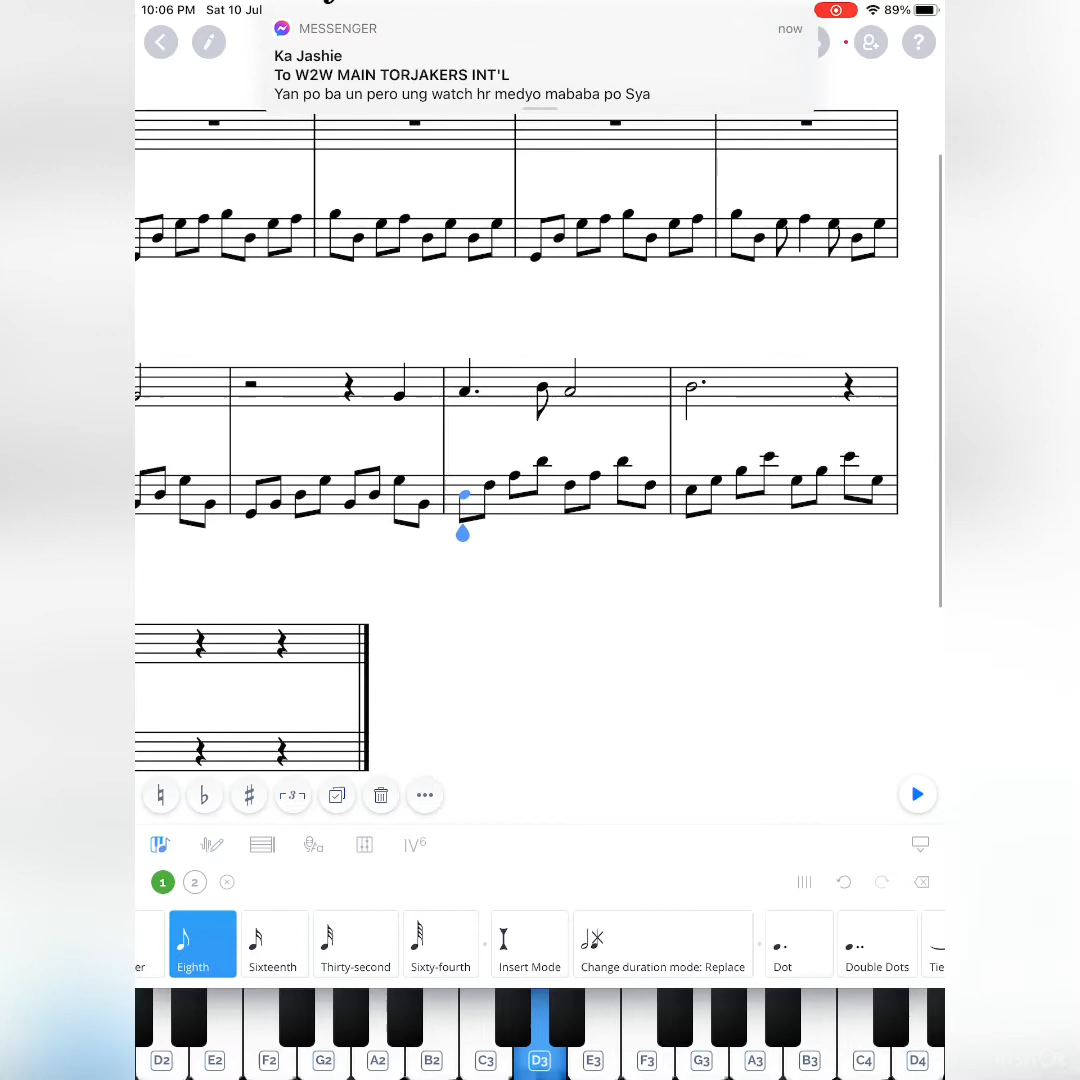 10:06 PM Sat 10 Jul
89%
MESSENGER
now
Ka Jashie
To W2W MAIN TORJAKERS INT'L
Yan po ba un pero ung watch hr medyo mababa po Sya
?
3
IV6
1
2
er
Eighth
Sixteenth
Thirty-second
Sixty-fourth
Insert Mode
Change duration mode: Replace
Dot
Double Dots
Tie
D2 E2 F2 G2 A2 B2 C3 D3 E3 F3 G3 A3 B3 C4 D4